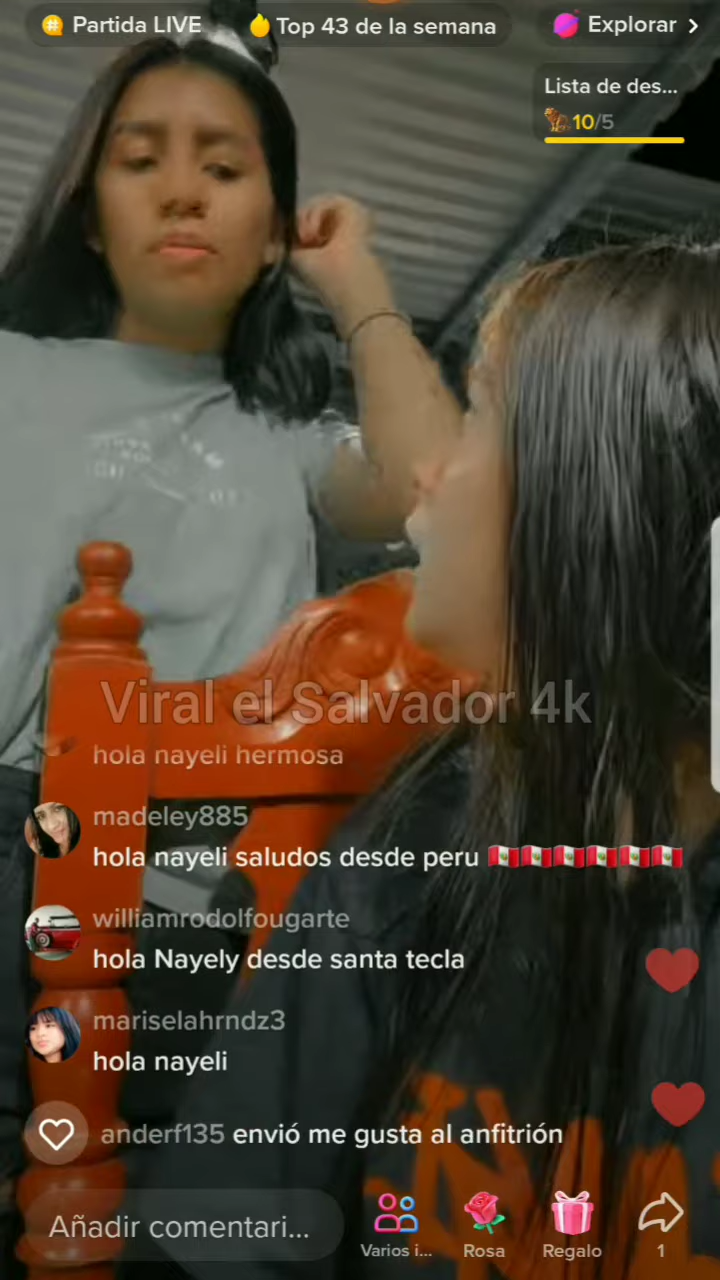 Partida LIVE
Top 43 de la semana
Explorar
Lista de des...
10/5
Viral el Salvador 4k
hola nayeli hermosa
madeley885
hola nayeli saludos desde peru 🇵🇪🇵🇪🇵🇪🇵🇪🇵🇪🇵🇪
williamrodolfougarte
hola Nayely desde santa tecla
mariselahrndz3
hola nayeli
anderf135 envió me gusta al anfitrión
Añadir comentari...
Varios i...
Rosa
Regalo
1